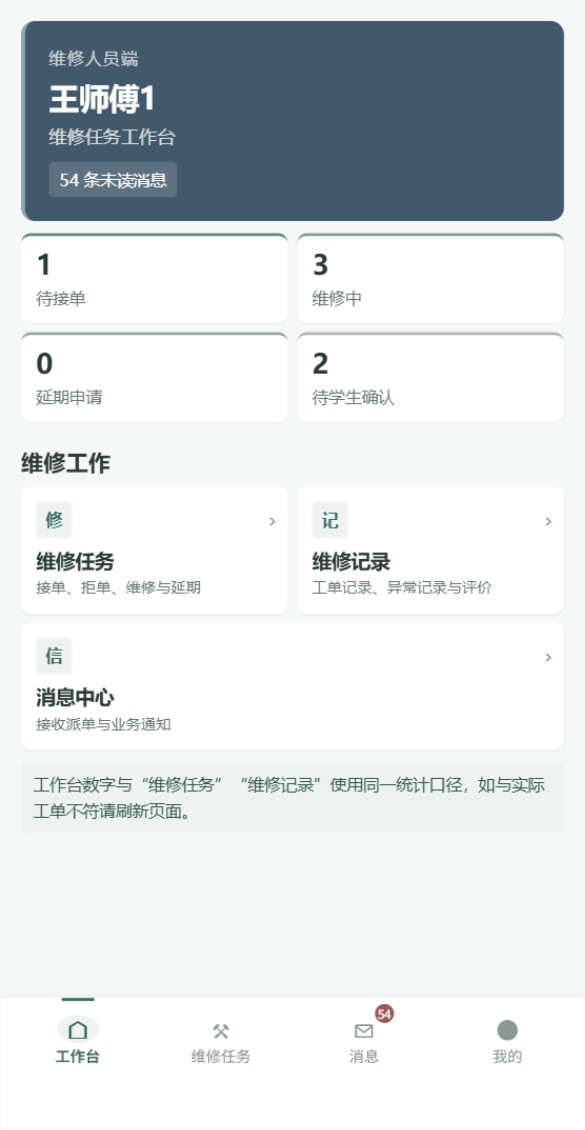 维修人员端
王师傅1
维修任务工作台
54 条未读消息
1
待接单
3
维修中
0
延期申请
2
待学生确认
维修工作
修
›
维修任务
接单、拒单、维修与延期
记
›
维修记录
工单记录、异常记录与评价
信
›
消息中心
接收派单与业务通知
工作台数字与“维修任务”“维修记录”使用同一统计口径，如与实际
工单不符请刷新页面。
工作台
维修任务
54
消息
我的